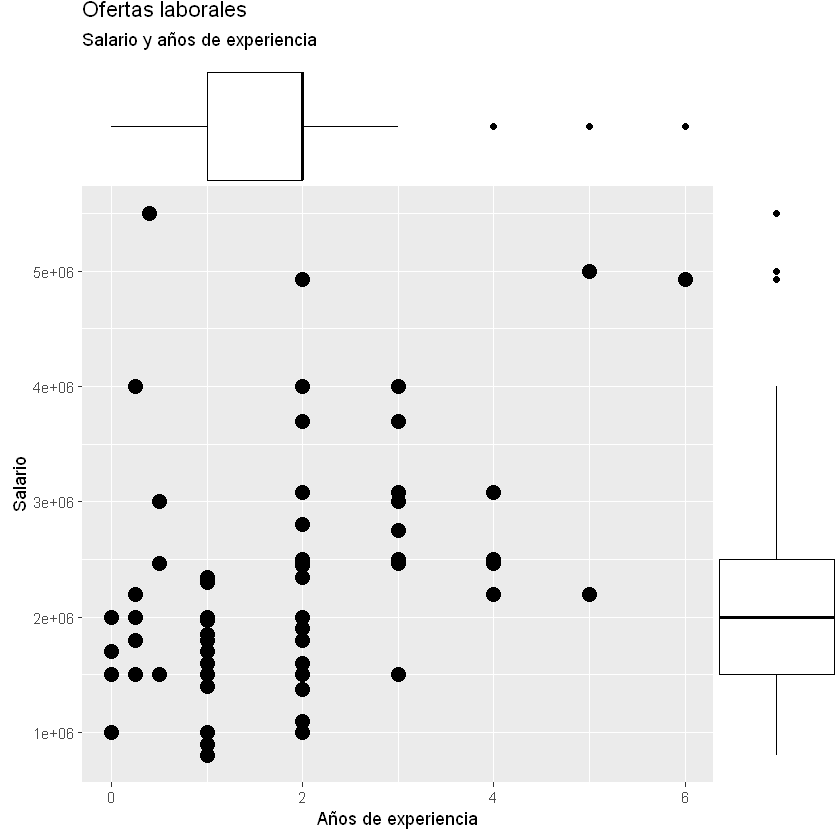 Ofertas laborales
Salario y años de experiencia
5e+06
4e+06
3e+06
2e+06
1e+06
Salario
0
2
4
6
Años de experiencia